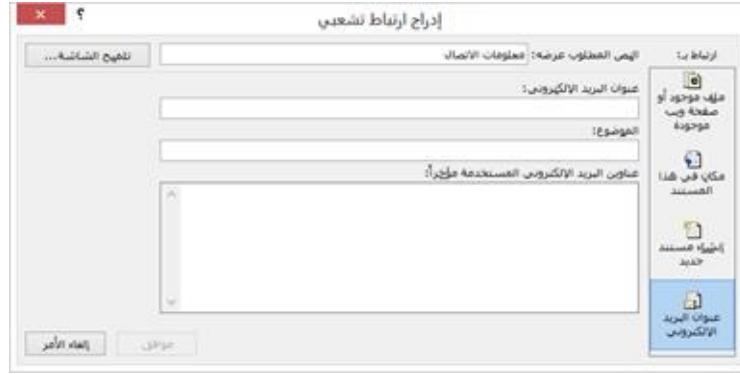 إدراج ارتباط تشعبي
?
ارتباط بـ:
النص المطلوب عرضه: معلومات الاتصال
تلميح الشاشة...
ملف موجود أو
صفحة ويب
موجودة
مكان في هذا
المستند
إنشاء مستند
جديد
عنوان البريد
الإلكتروني
عنوان البريد الإلكتروني:
الموضوع:
عناوين البريد الإلكتروني المستخدمة مؤخراً:
موافق
إلغاء الأمر